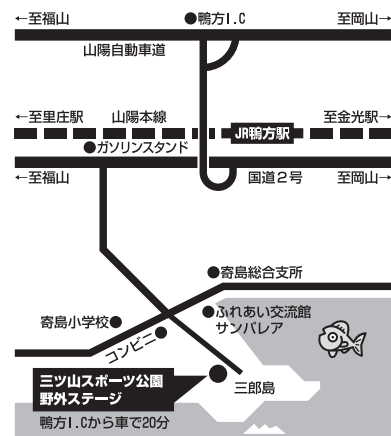 ←至福山
●鴨方I.C
至岡山→
山陽自動車道
←至里庄駅
山陽本線
至金光駅→
JR鴨方駅
●ガソリンスタンド
←至福山
国道2号
至岡山→
●寄島総合支所
寄島小学校●
●ふれあい交流館
サンパレア
コンビニ
三ツ山スポーツ公園
野外ステージ
三郎島
鴨方I.Cから車で20分